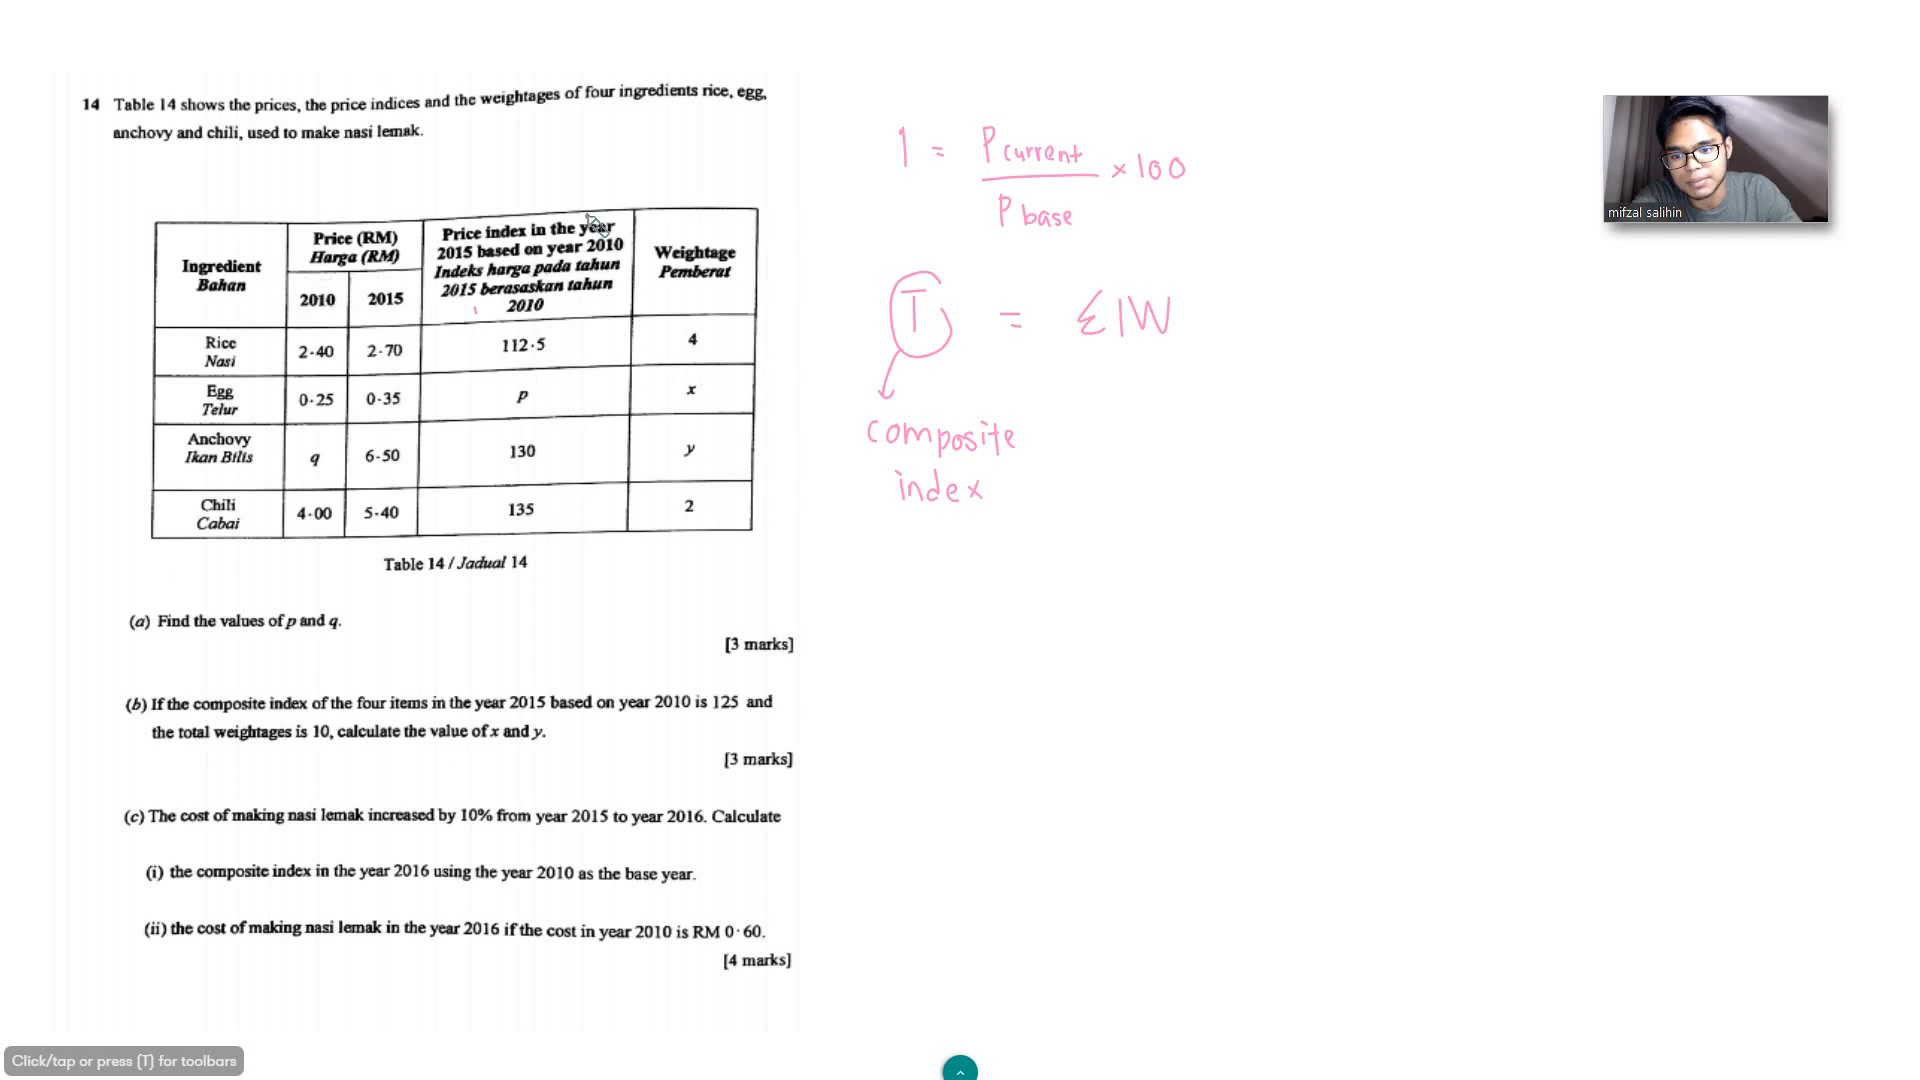 14 Table 14 shows the prices, the price indices and the weightages of four ingredients rice, egg,
anchovy and chili, used to make nasi lemak.
Ingredient
Bahan
Price (RM)
Harga (RM)
2010
2015
Price index in the year
2015 based on year 2010
Indeks harga pada tahun
2015 berasaskan tahun
2010
Weightage
Pemberat
Rice
Nasi
2·40
2·70
112·5
4
Egg
Telur
0·25
0·35
p
x
Anchovy
Ikan Bilis
q
6·50
130
y
Chili
Cabai
4·00
5·40
135
2
Table 14 / Jadual 14
(a) Find the values of p and q.
[3 marks]
(b) If the composite index of the four items in the year 2015 based on year 2010 is 125 and
the total weightages is 10, calculate the value of x and y.
[3 marks]
(c) The cost of making nasi lemak increased by 10% from year 2015 to year 2016. Calculate
(i) the composite index in the year 2016 using the year 2010 as the base year.
(ii) the cost of making nasi lemak in the year 2016 if the cost in year 2010 is RM 0·60.
[4 marks]
I = P current / P base × 100
Ī = ΣIW
composite
index
mifzal salihin
Click/tap or press (T) for toolbars